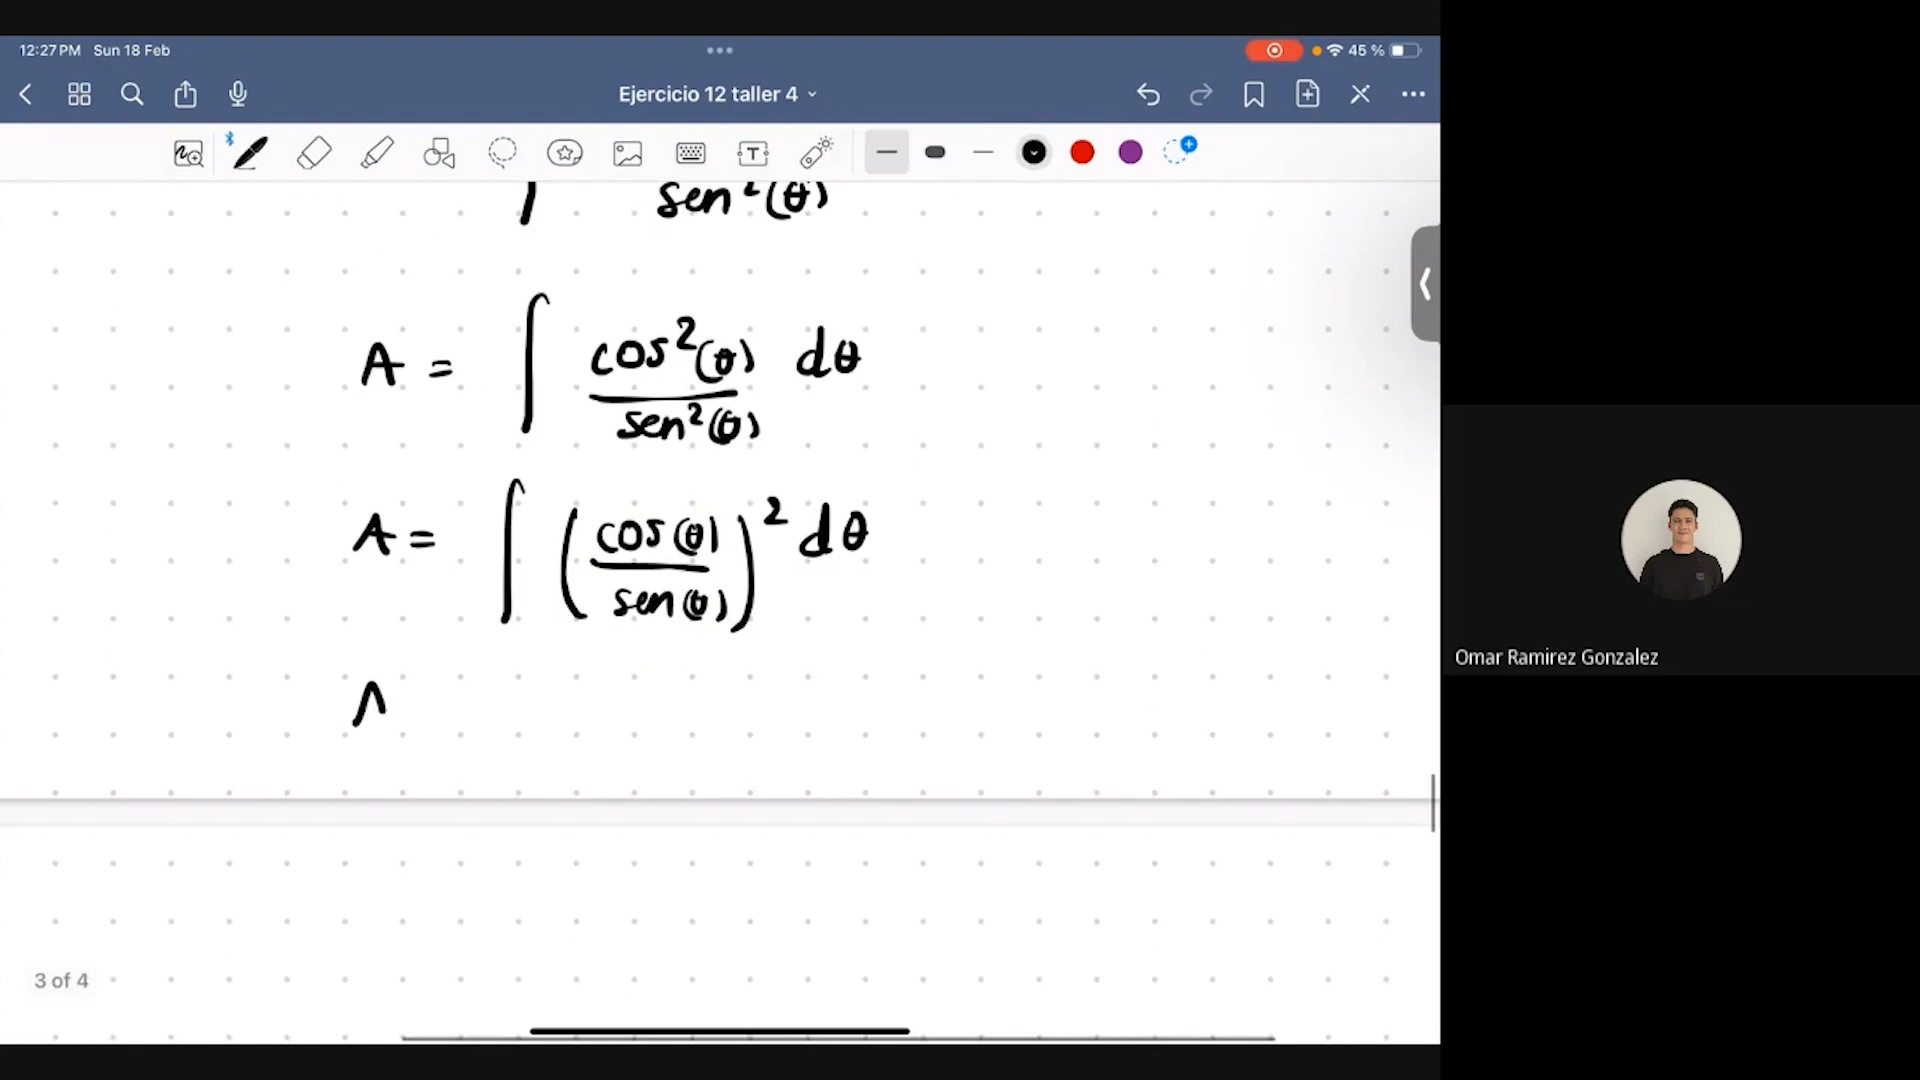 12:27 PM Sun 18 Feb
45 %
Ejercicio 12 taller 4
T
sen²(θ)
A = ∫ cos²(θ) dθ
sen²(θ)
A = ∫ (cos(θ))² dθ
sen(θ)
Λ
3 of 4
Omar Ramirez Gonzalez